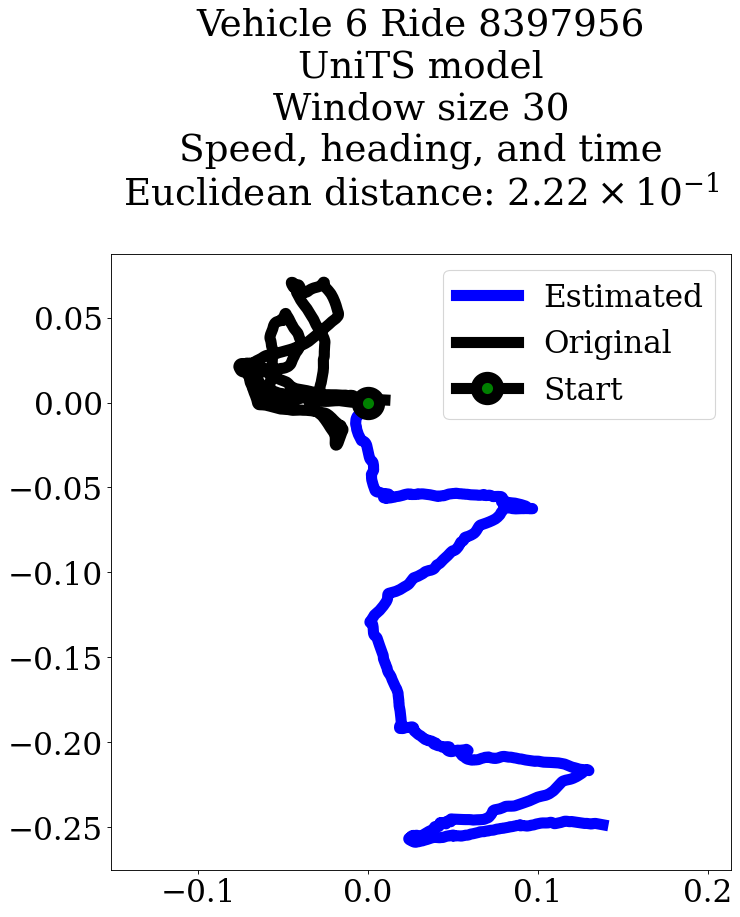 Vehicle 6 Ride 8397956
UniTS model
Window size 30
Speed, heading, and time
Euclidean distance: 2.22 × 10⁻¹
Estimated
Original
Start
0.05
0.00
−0.05
−0.10
−0.15
−0.20
−0.25
−0.1
0.0
0.1
0.2